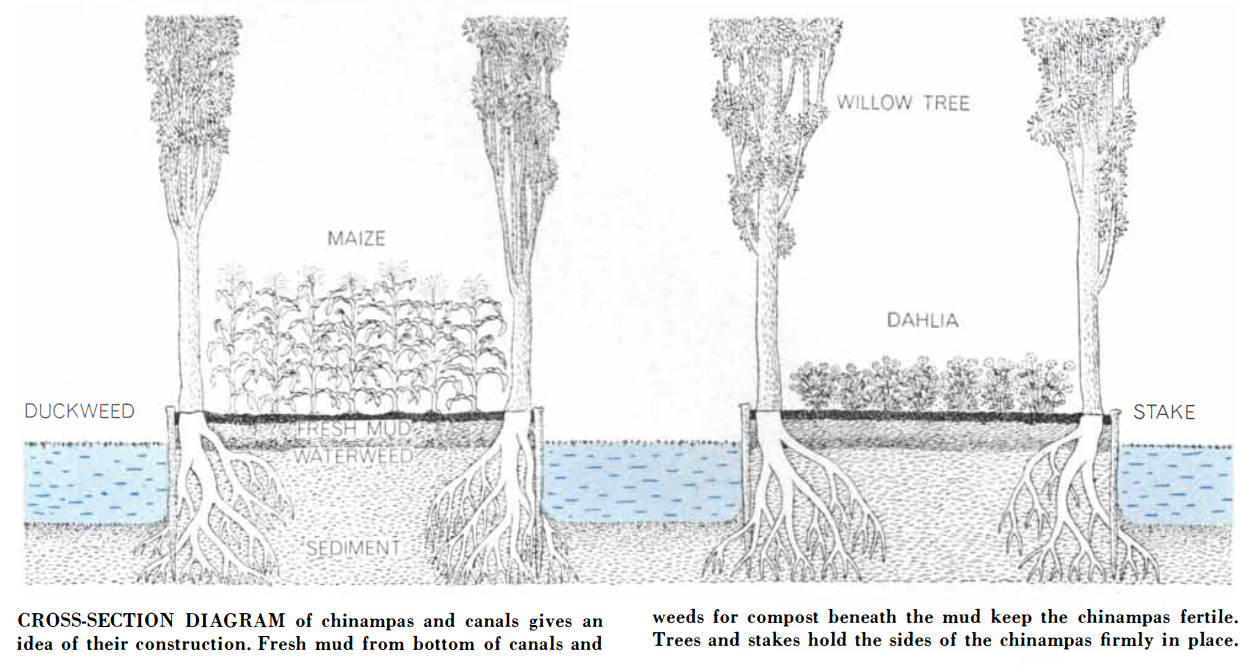 WILLOW TREE
MAIZE
DAHLIA
DUCKWEED
STAKE
FRESH MUD
WATERWEED
SEDIMENT
CROSS-SECTION DIAGRAM of chinampas and canals gives an
idea of their construction. Fresh mud from bottom of canals and
weeds for compost beneath the mud keep the chinampas fertile.
Trees and stakes hold the sides of the chinampas firmly in place.